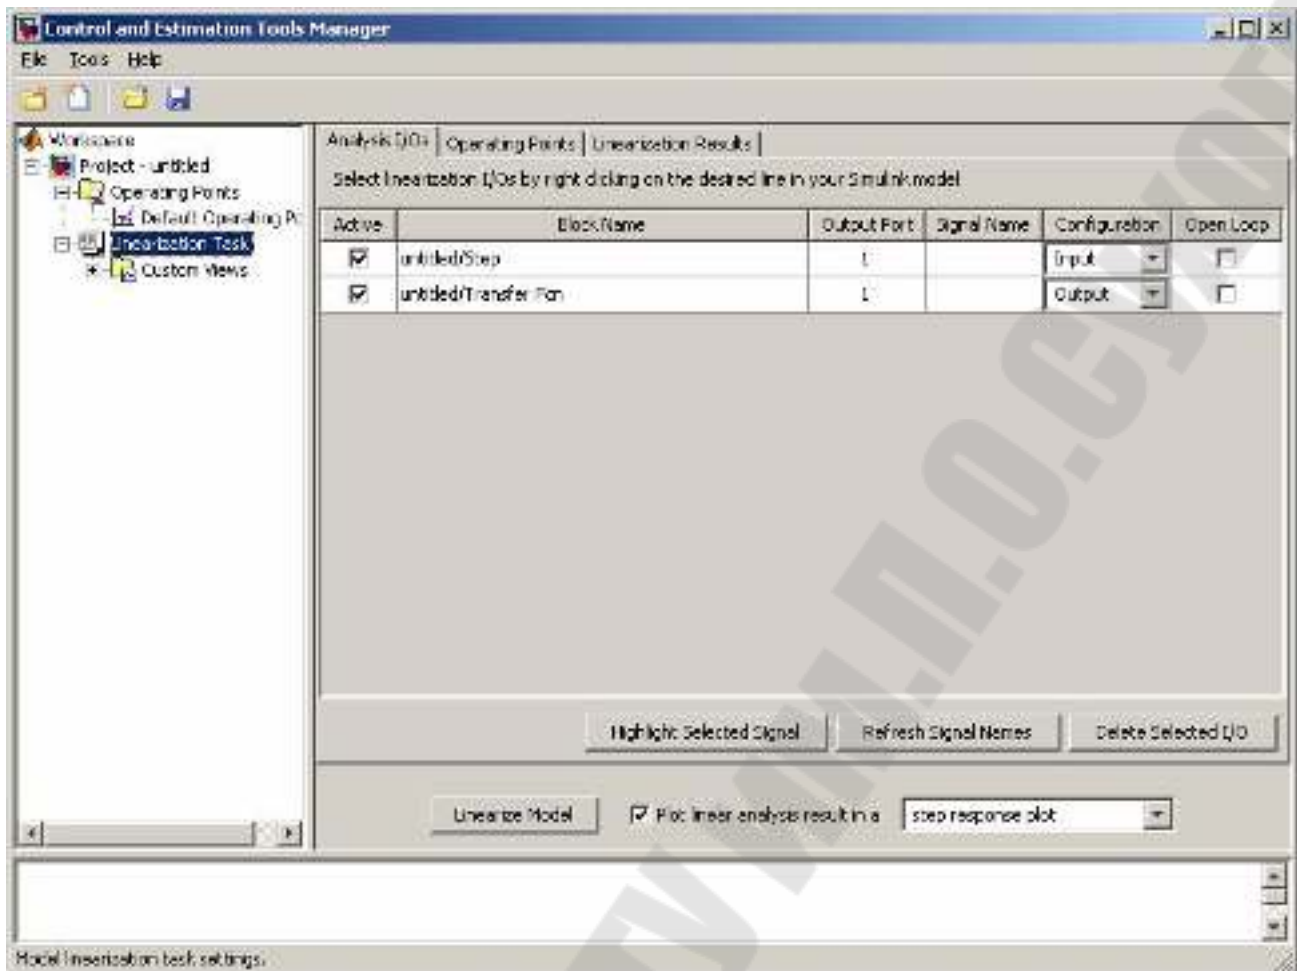 Control and Estimation Tools Manager
File Tools Help
Workspace
Project - untitled
Operating Points
Default Operating Po
Linearization Task
Custom Views
Analysis I/Os Operating Points Linearization Results
Select linearization I/Os by right clicking on the desired line in your Simulink model
Active Block Name Output Port Signal Name Configuration Open Loop
untitled/Step 1 Input
untitled/Transfer Fcn 1 Output
Highlight Selected Signal Refresh Signal Names Delete Selected I/O
Linearize Model Plot linear analysis result in a step response plot
Model linearization task settings.
ГГТУ им.П.О.Сухого